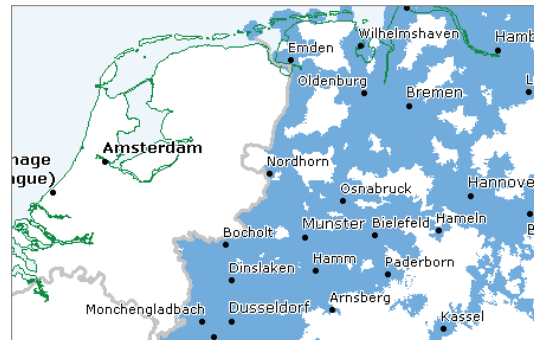 Wilhelmshaven
Hamb
Emden
Oldenburg
L
Bremen
Amsterdam
nhage
gue)
Nordhorn
Osnabruck
Hannove
Bocholt
Munster
Bielefeld
Hameln
B
Dinslaken
Hamm
Paderborn
Monchengladbach
Dusseldorf
Arnsberg
Kassel